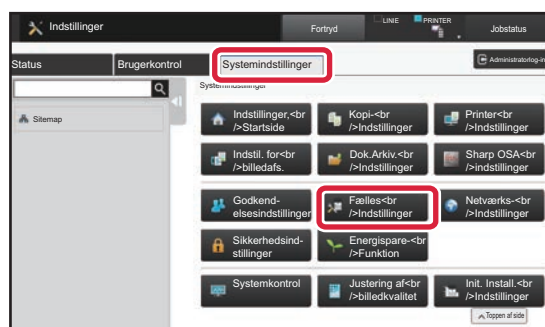 Indstillinger
Fortryd
LINIE
PRINTER
Jobstatus
Status
Brugerkontrol
Systemindstillinger
Administratorlog-in
Systemindstillinger
Sitemap
Indstillinger,<br
/>Startside
Kopi-<br
/>Indstillinger
Printer<br
/>Indstillinger
Indstil. for<br
/>billedafs.
Dok.Arkiv.<br
/>Indstillinger
Sharp OSA<br
/>indstillinger
Godkend-
elsesindstillinger
Fælles<br
/>Indstillinger
Netværks-<br
/>Indstillinger
Sikkerhedsind-
stillinger
Energispare-<br
/>Funktion
Systemkontrol
Justering af<br
/>billedkvalitet
Init. Install.<br
/>Indstillinger
Toppen af side